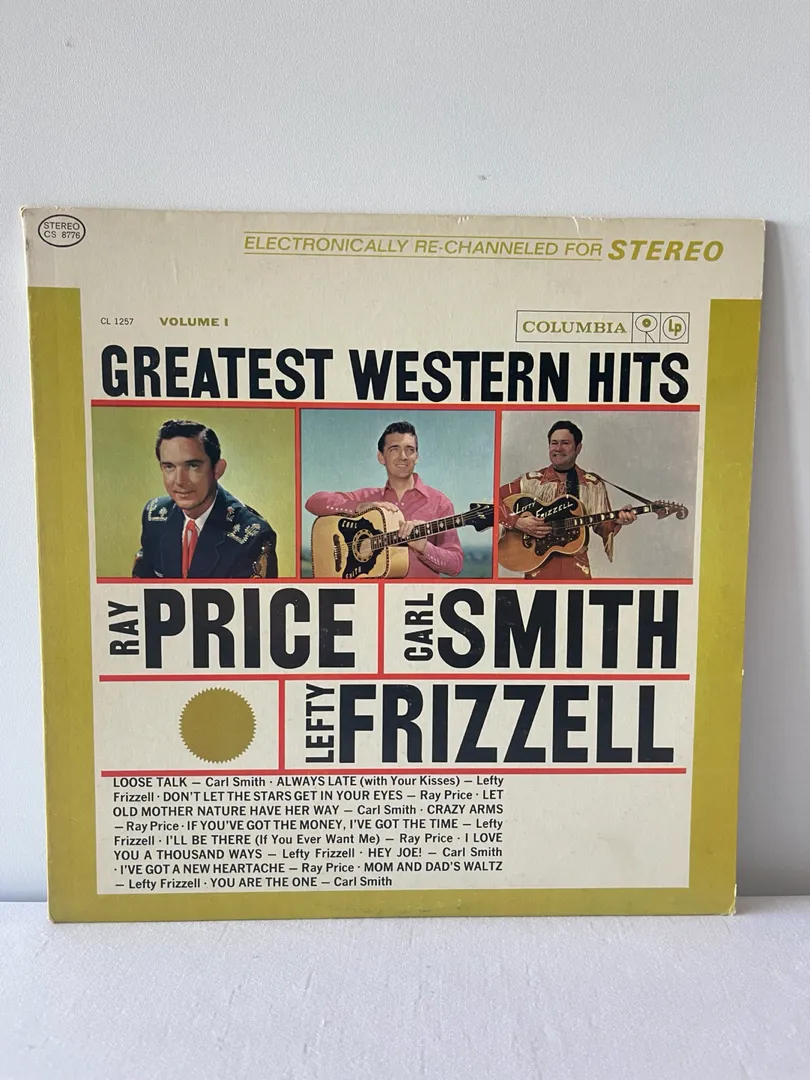 STEREO
CS 8776
ELECTRONICALLY RE-CHANNELED FOR STEREO
CL 1257 VOLUME I
COLUMBIA Lp
GREATEST WESTERN HITS
CARL
SMITH
LEFTY FRIZZELL
RAY PRICE
CARL SMITH
LEFTY FRIZZELL
LOOSE TALK — Carl Smith · ALWAYS LATE (with Your Kisses) — Lefty
Frizzell · DON'T LET THE STARS GET IN YOUR EYES — Ray Price · LET
OLD MOTHER NATURE HAVE HER WAY — Carl Smith · CRAZY ARMS
— Ray Price · IF YOU'VE GOT THE MONEY, I'VE GOT THE TIME — Lefty
Frizzell · I'LL BE THERE (If You Ever Want Me) — Ray Price · I LOVE
YOU A THOUSAND WAYS — Lefty Frizzell · HEY JOE! — Carl Smith
· I'VE GOT A NEW HEARTACHE — Ray Price · MOM AND DAD'S WALTZ
— Lefty Frizzell · YOU ARE THE ONE — Carl Smith